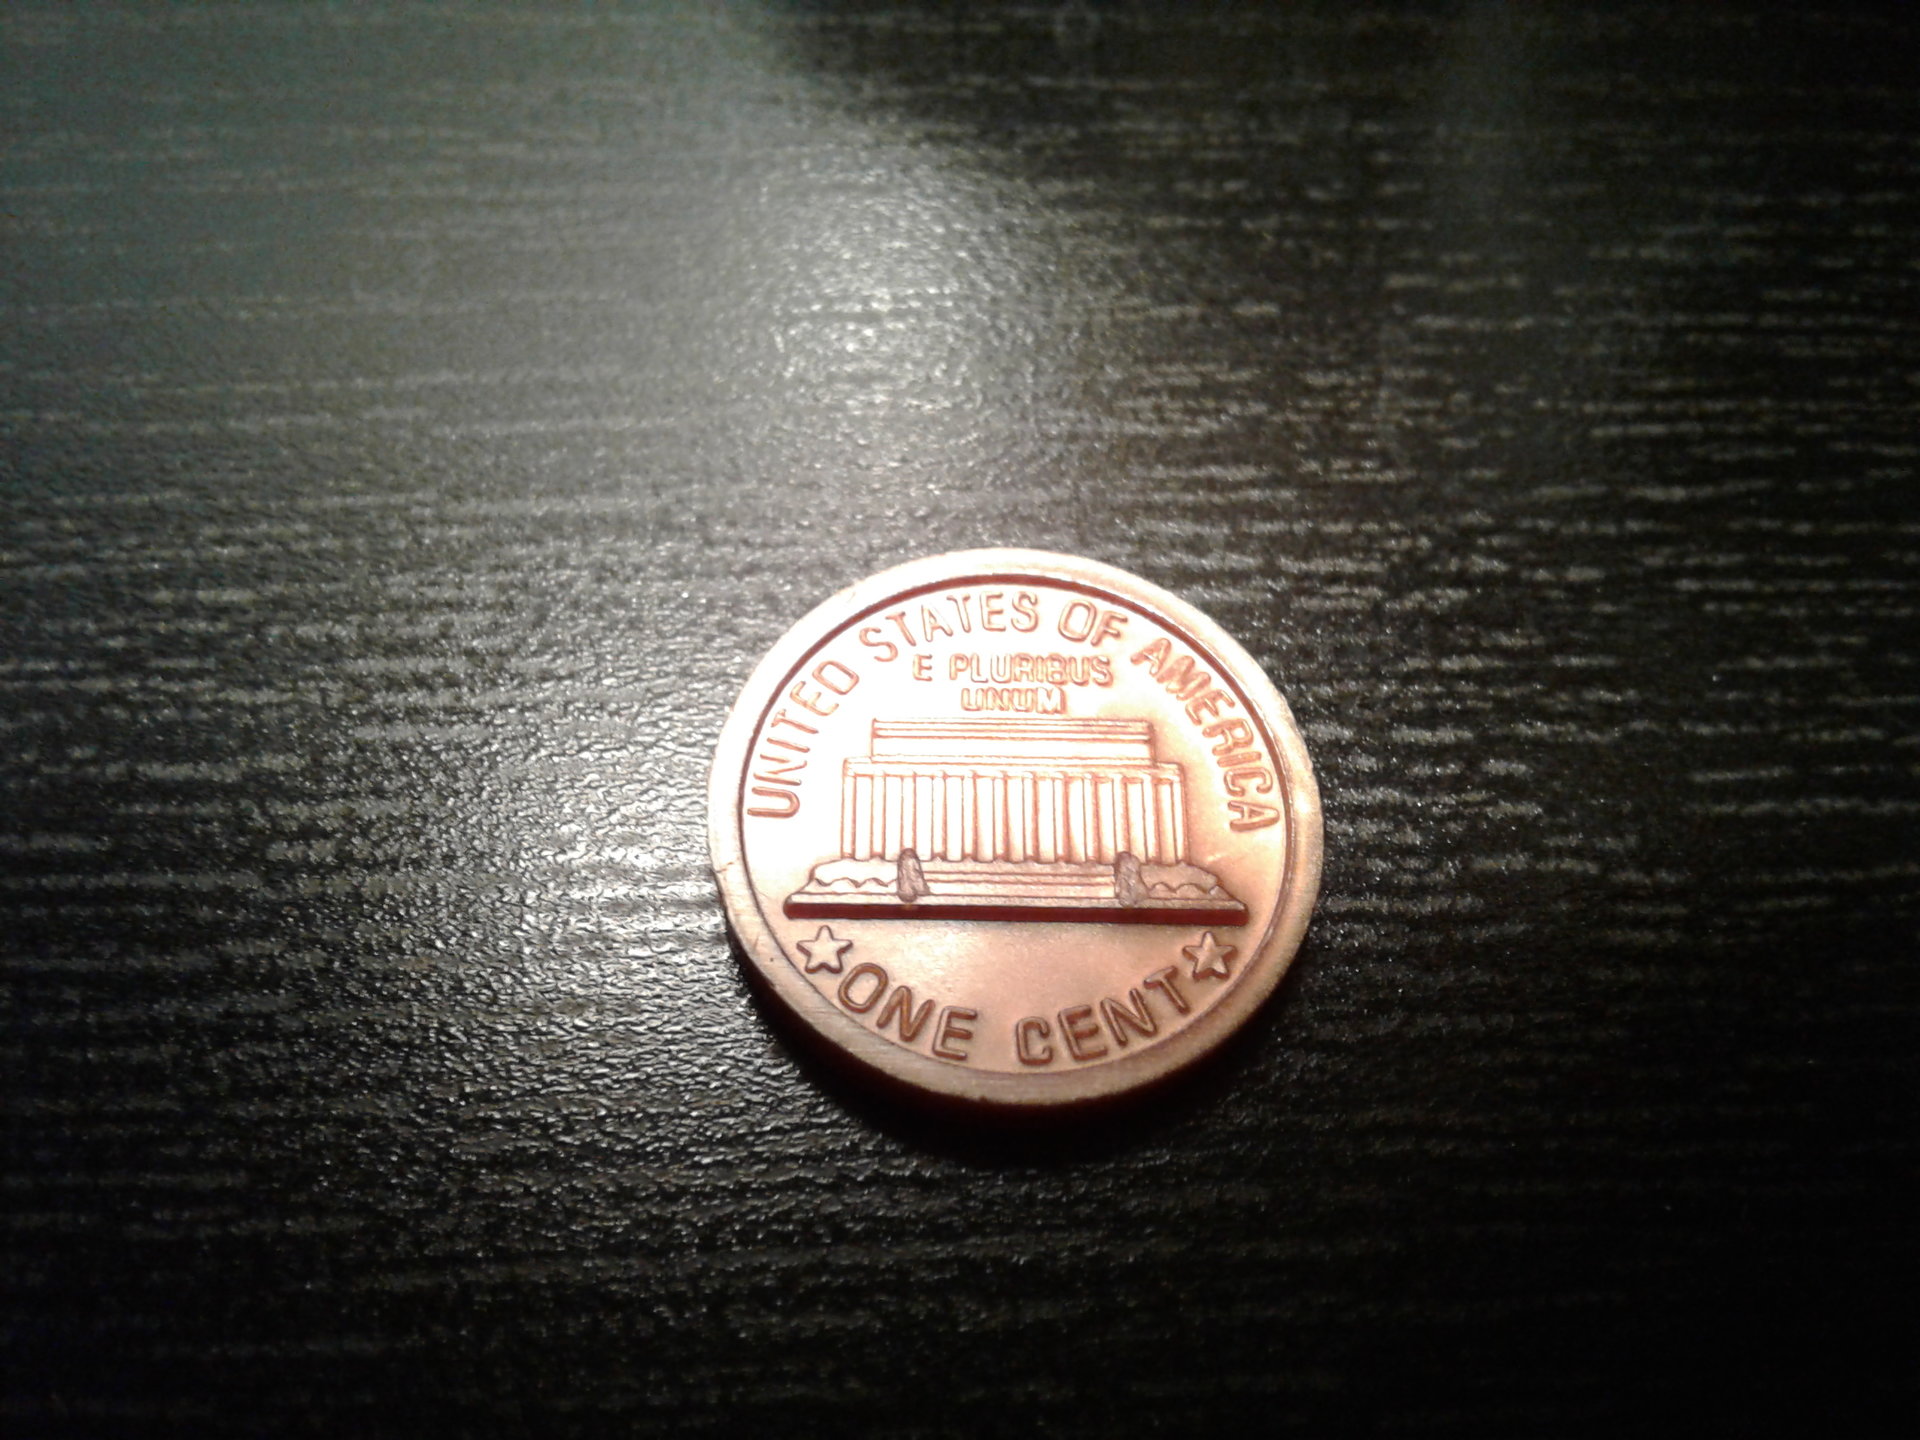 UNITED STATES OF AMERICA
E PLURIBUS
UNUM
ONE CENT